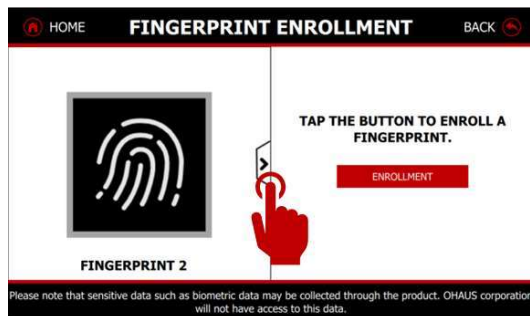 HOME FINGERPRINT ENROLLMENT BACK
TAP THE BUTTON TO ENROLL A
FINGERPRINT.
ENROLLMENT
FINGERPRINT 2
Please note that sensitive data such as biometric data may be collected through the product. OHAUS corporation
will not have access to this data.